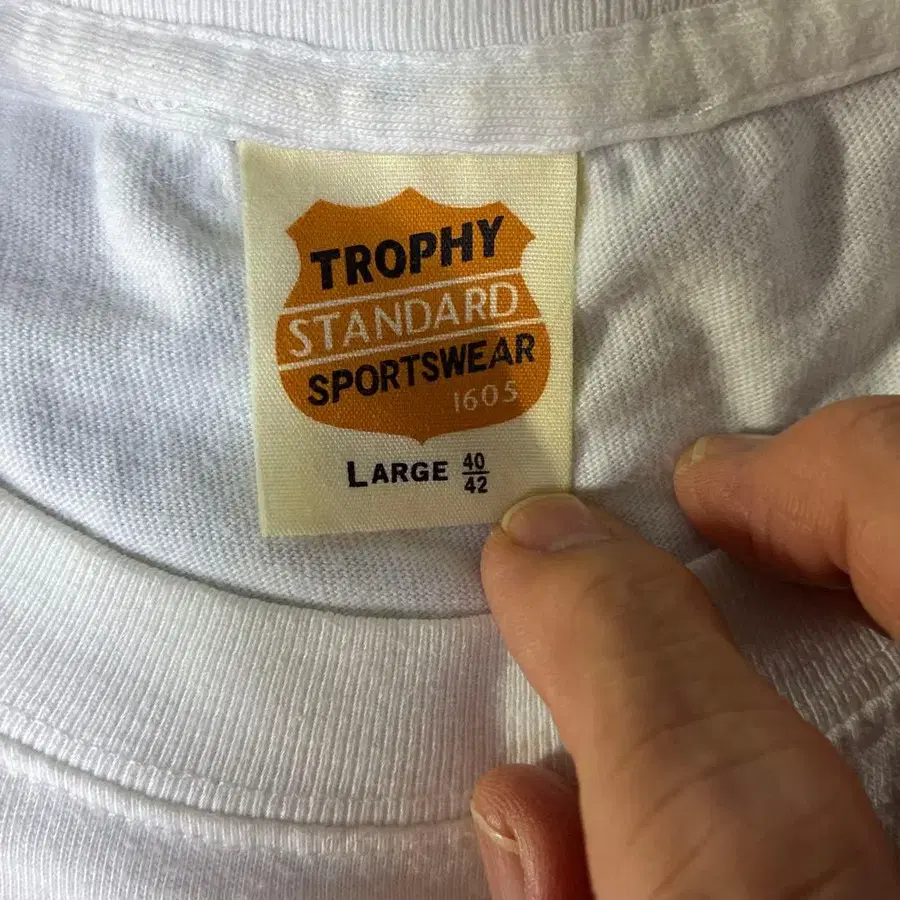 TROPHY
STANDARD
SPORTSWEAR
1605
LARGE 40/42